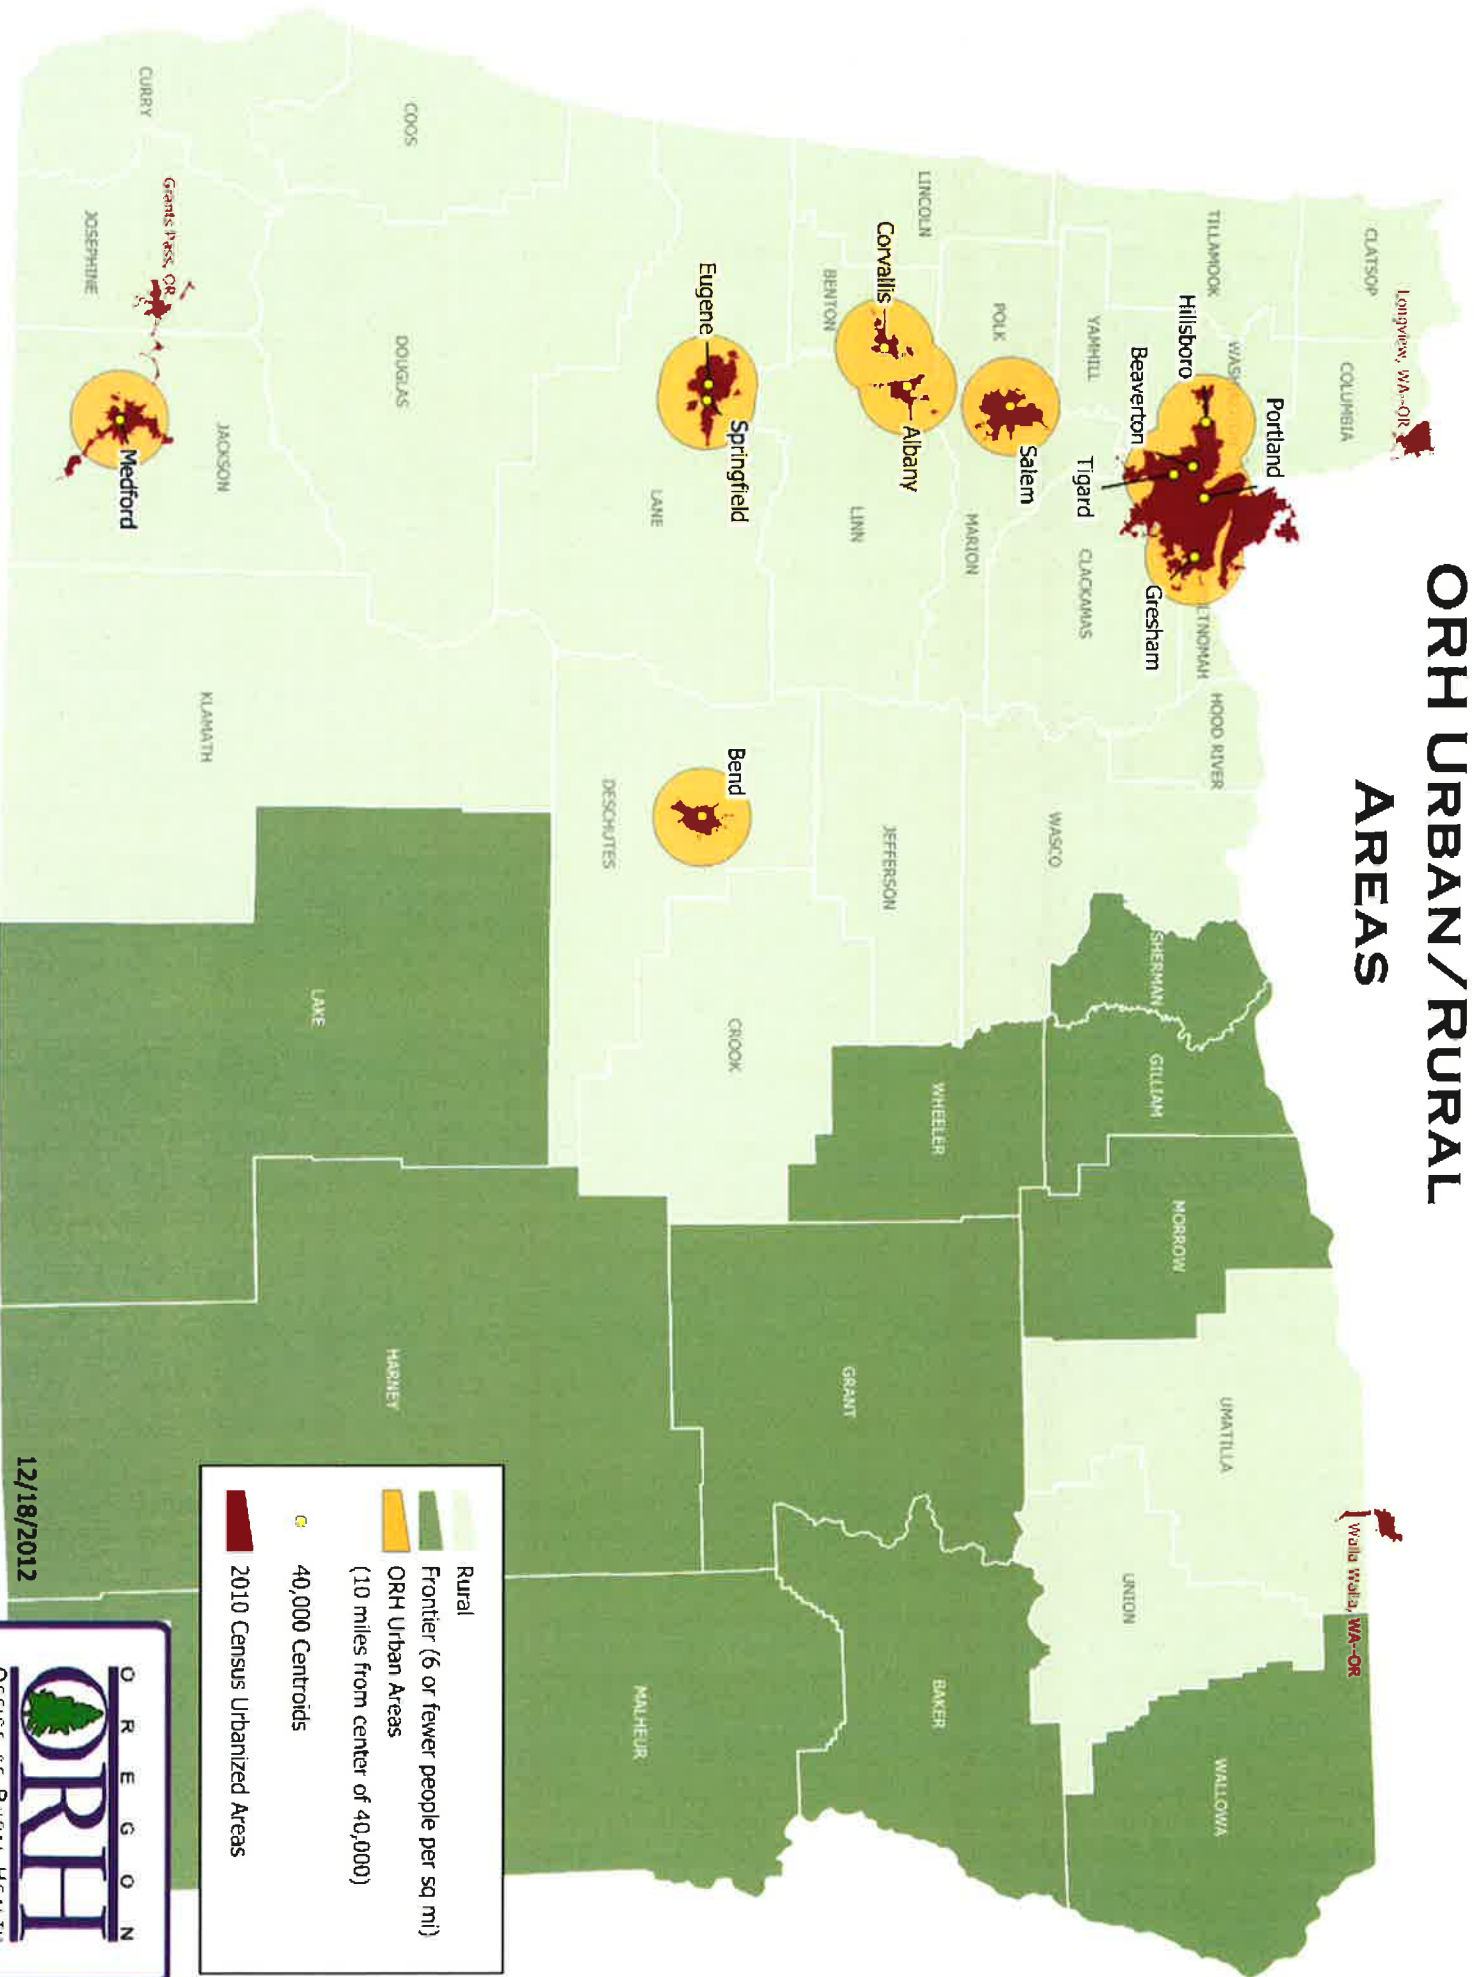 ORH URBAN/RURAL
AREAS
Longview, WA--OR
CLATSOP
COLUMBIA
TILLAMOOK
WASH
Hillsboro
Portland
Beaverton
Tigard
Gresham
LTNOMAH
HOOD RIVER
YAMHILL
CLACKAMAS
POLK
Salem
MARION
WASCO
SHERMAN
GILLIAM
MORROW
UMATILLA
Walla Walla, WA--OR
UNION
WALLOWA
LINCOLN
Corvallis
BENTON
Albany
LINN
JEFFERSON
WHEELER
GRANT
BAKER
Eugene
Springfield
LANE
Bend
DESCHUTES
CROOK
MALHEUR
COOS
DOUGLAS
CURRY
Grants Pass, OR
JOSEPHINE
JACKSON
Medford
KLAMATH
LAKE
HARNEY
Rural
Frontier (6 or fewer people per sq mi)
ORH Urban Areas
(10 miles from center of 40,000)
40,000 Centroids
2010 Census Urbanized Areas
12/18/2012
OREGON
ORH